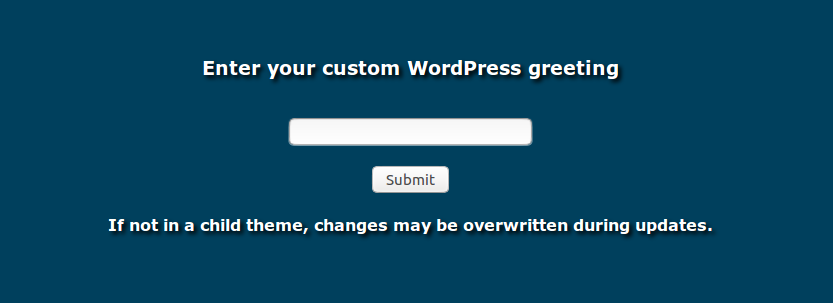 Enter your custom WordPress greeting
Submit
If not in a child theme, changes may be overwritten during updates.